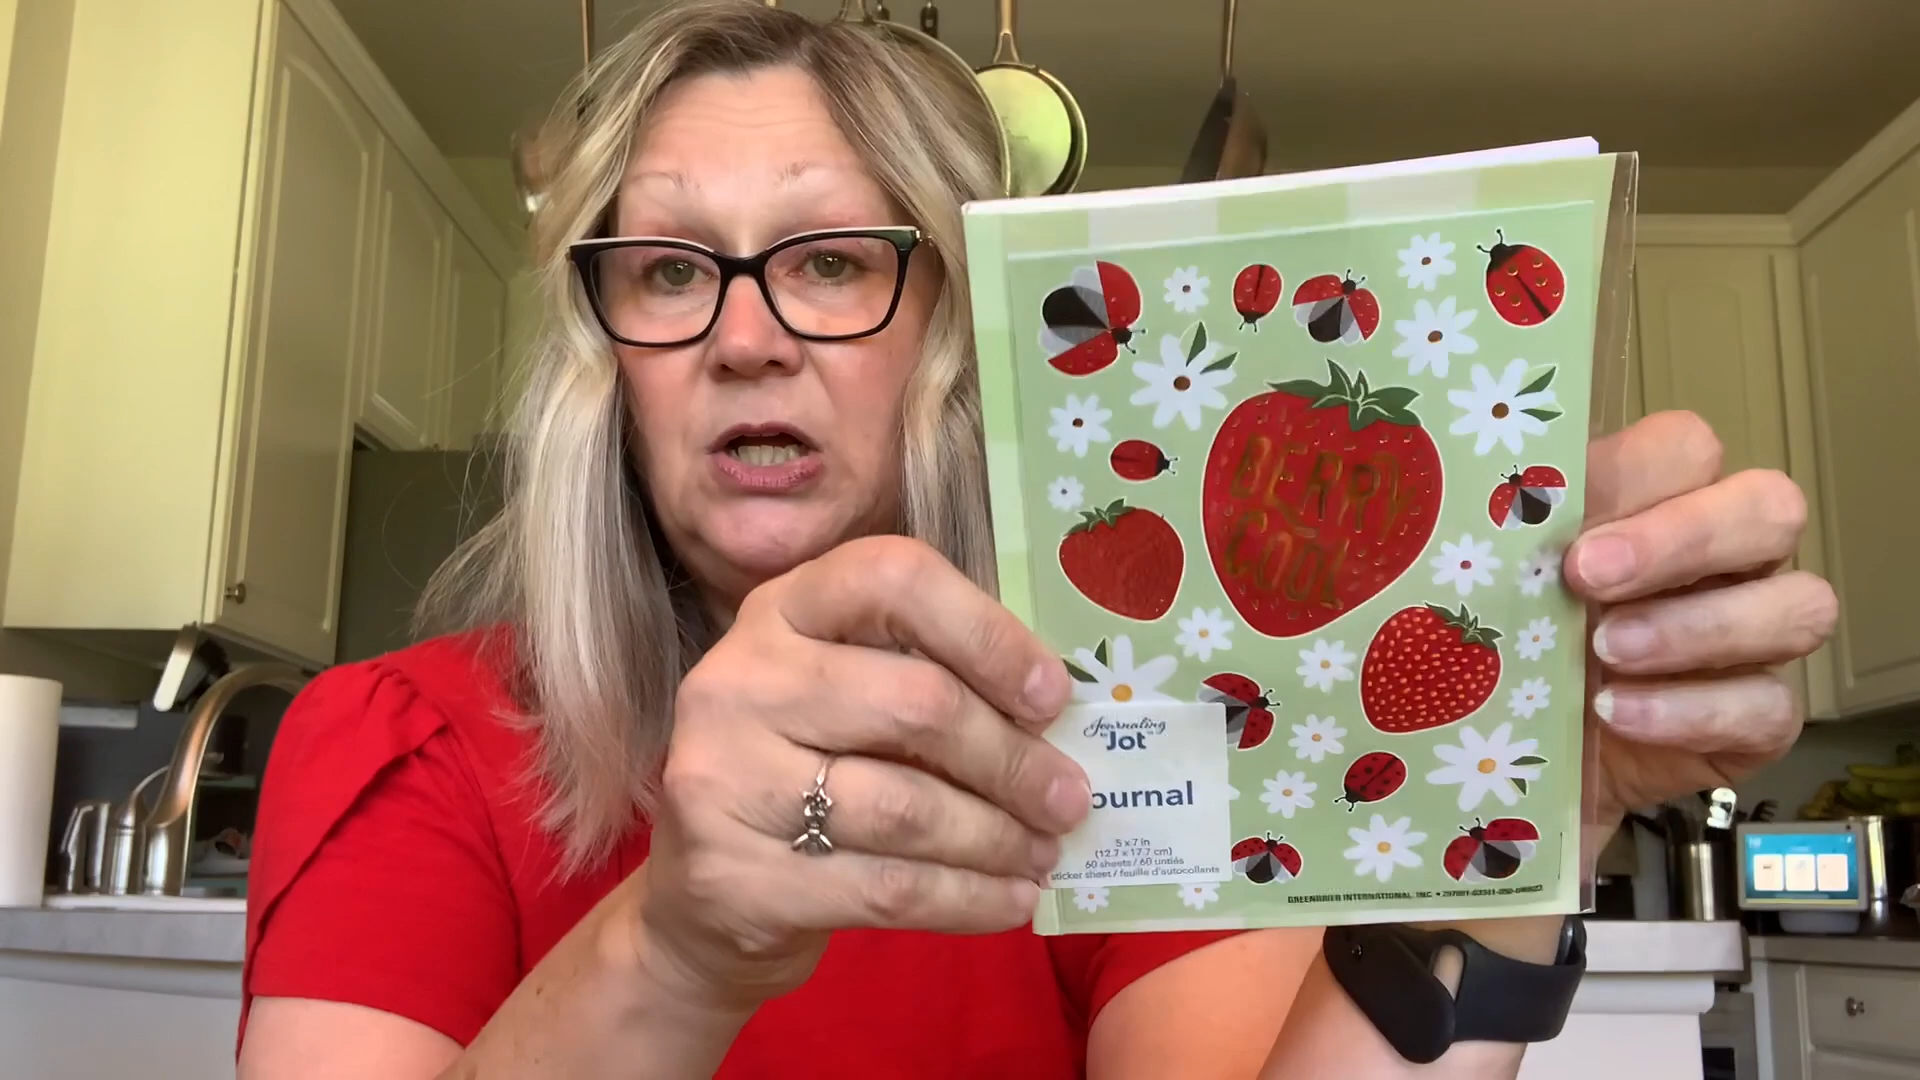 BERRY
COOL
Journaling
by Jot
ournal
5 x 7 in
(12.7 x 17.7 cm)
60 sheets / 60 unités
sticker sheet / feuille d'autocollants
GREENBRIER INTERNATIONAL, INC.